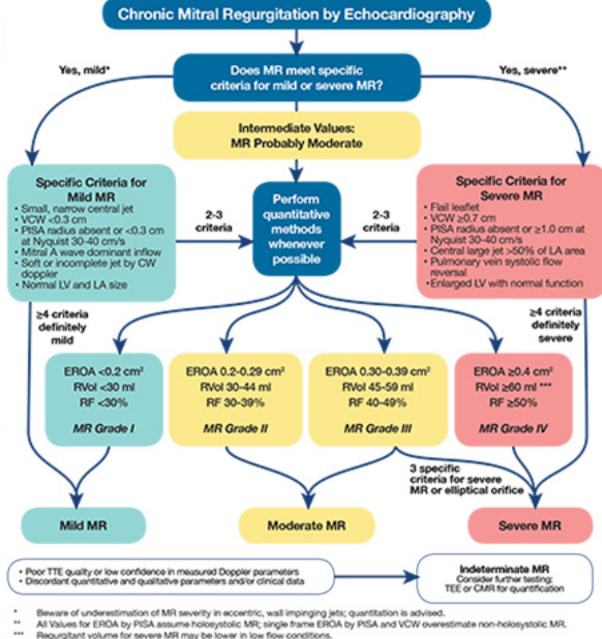 Chronic Mitral Regurgitation by Echocardiography
Yes, mild*
Does MR meet specific
criteria for mild or severe MR?
Yes, severe**
Intermediate Values:
MR Probably Moderate
Specific Criteria for
Mild MR
• Small, narrow central jet
• VCW <0.3 cm
• PISA radius absent or <0.3 cm
at Nyquist 30-40 cm/s
• Mitral A wave dominant inflow
• Soft or incomplete jet by CW
doppler
• Normal LV and LA size
2-3
criteria
Perform
quantitative
methods
whenever
possible
2-3
criteria
Specific Criteria for
Severe MR
• Flail leaflet
• VCW ≥0.7 cm
• PISA radius absent or ≥1.0 cm at
Nyquist 30-40 cm/s
• Central large jet >50% of LA area
• Pulmonary vein systolic flow
reversal
• Enlarged LV with normal function
≥4 criteria
definitely
mild
≥4 criteria
definitely
severe
EROA <0.2 cm²
RVol <30 ml
RF <30%
MR Grade I
EROA 0.2-0.29 cm²
RVol 30-44 ml
RF 30-39%
MR Grade II
EROA 0.30-0.39 cm²
RVol 45-59 ml
RF 40-49%
MR Grade III
EROA ≥0.4 cm²
RVol ≥60 ml ***
RF ≥50%
MR Grade IV
3 specific
criteria for severe
MR or elliptical orifice
Mild MR
Moderate MR
Severe MR
• Poor TTE quality or low confidence in measured Doppler parameters
• Discordant quantitative and qualitative parameters and/or clinical data
Indeterminate MR
Consider further testing:
TEE or CMR for quantification
* Beware of underestimation of MR severity in eccentric, wall impinging jets; quantitation is advised.
** All Values for EROA by PISA assume holosystolic MR; single frame EROA by PISA and VCW overestimate non-holosystolic MR.
*** Regurgitant volume for severe MR may be lower in low flow conditions.